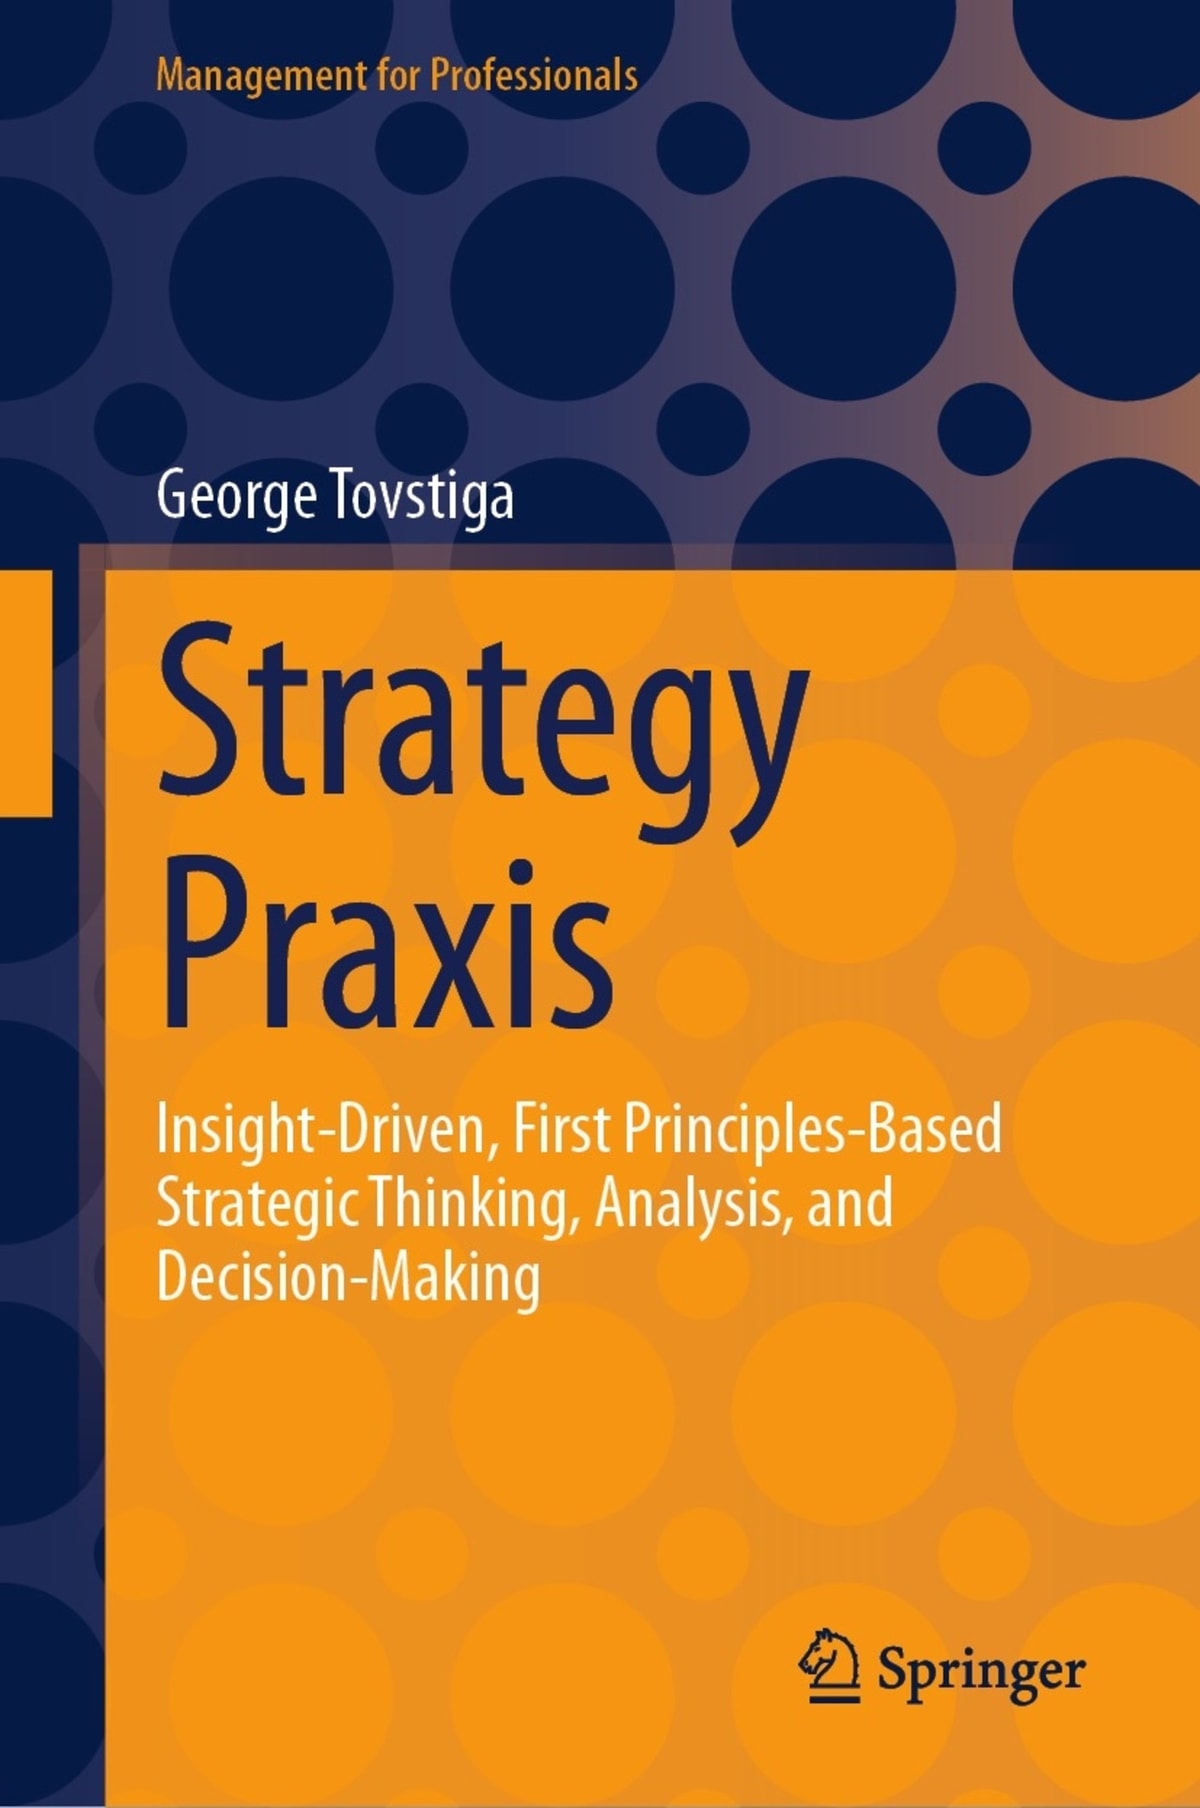 Management for Professionals
George Tovstiga
Strategy
Praxis
Insight-Driven, First Principles-Based
Strategic Thinking, Analysis, and
Decision-Making
Springer